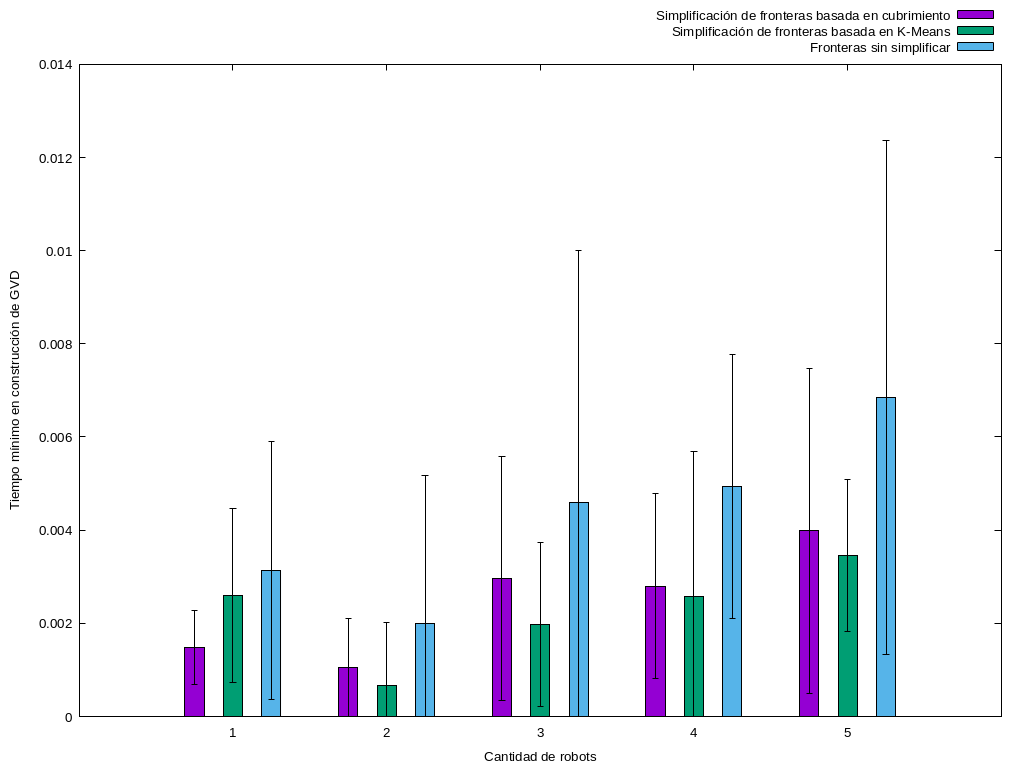 Simplificación de fronteras basada en cubrimiento
Simplificación de fronteras basada en K-Means
Fronteras sin simplificar
0.014
0.012
0.01
0.008
0.006
0.004
0.002
0
Tiempo mínimo en construcción de GVD
1 2 3 4 5
Cantidad de robots